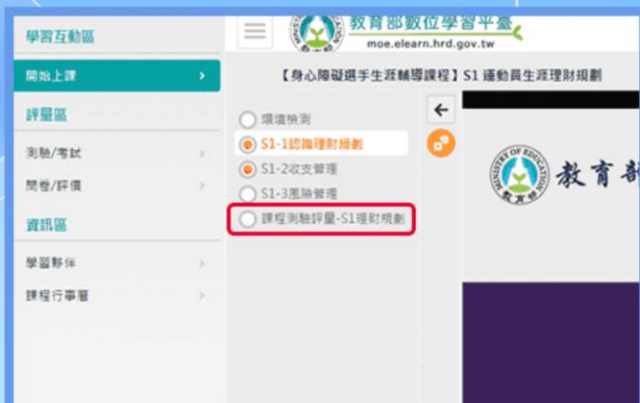 學習互動區
開始上課
評量區
測驗/考試
問卷/評價
資訊區
學習夥伴
課程行事曆
教育部數位學習平臺
moe.elearn.hrd.gov.tw
【身心障礙選手生涯輔導課程】S1 運動員生涯理財規劃
環境檢測
S1-1認識理財規劃
S1-2收支管理
S1-3風險管理
課程測驗評量-S1理財規劃
MINISTRY OF EDUCATION
教育部